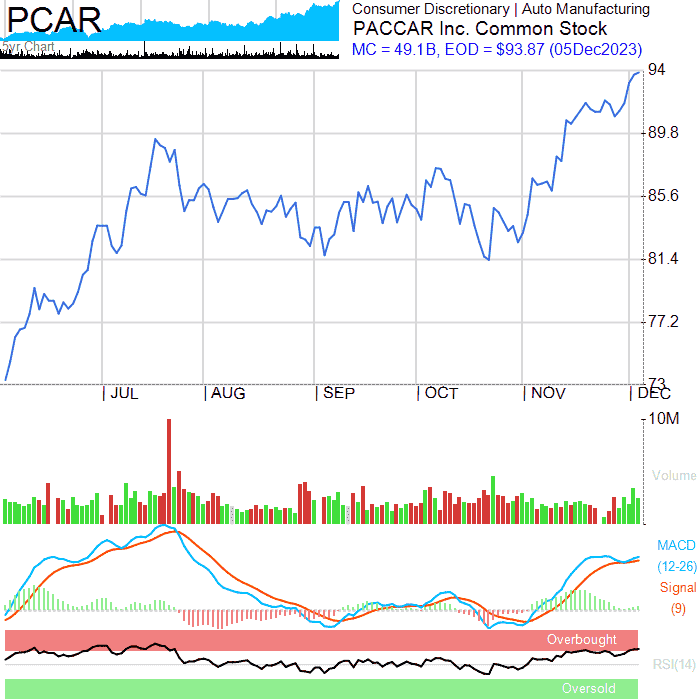 PCAR
5yr Chart
Consumer Discretionary | Auto Manufacturing
PACCAR Inc. Common Stock
MC = 49.1B, EOD = $93.87 (05Dec2023)
94
89.8
85.6
81.4
77.2
73
JUL
AUG
SEP
OCT
NOV
DEC
10M
Volume
MACD
(12-26)
Signal
(9)
Overbought
RSI(14)
Oversold